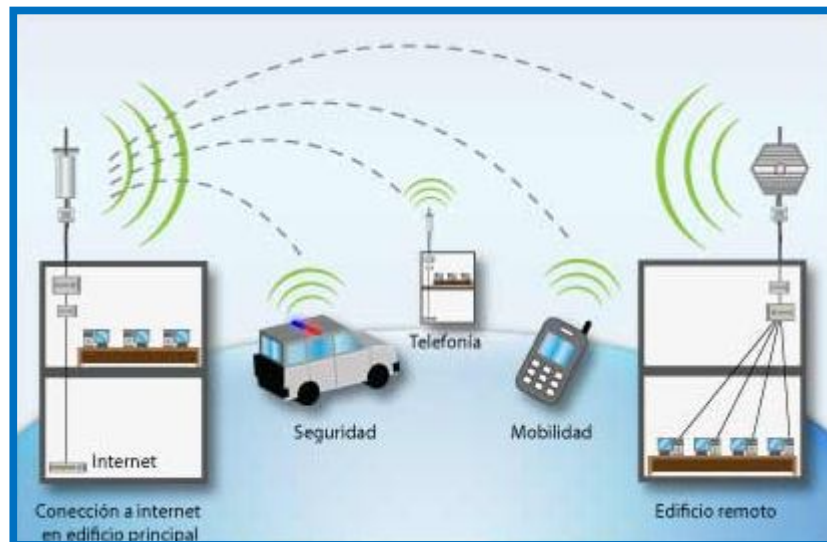 Telefonía
Seguridad
Mobilidad
Internet
Conección a internet
en edificio principal
Edificio remoto